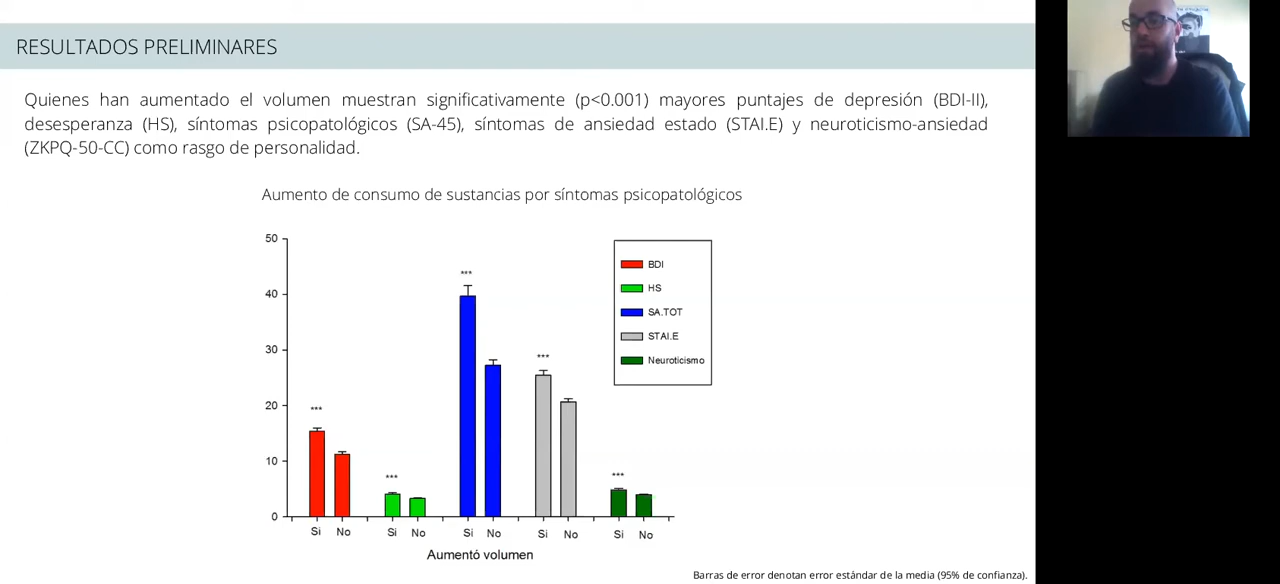 RESULTADOS PRELIMINARES
Quienes han aumentado el volumen muestran significativamente (p<0.001) mayores puntajes de depresión (BDI-II),
desesperanza (HS), síntomas psicopatológicos (SA-45), síntomas de ansiedad estado (STAI.E) y neuroticismo-ansiedad
(ZKPQ-50-CC) como rasgo de personalidad.
Aumento de consumo de sustancias por síntomas psicopatológicos
50
40
30
20
10
0
***
***
***
***
***
BDI
HS
SA.TOT
STAI.E
Neuroticismo
Si No Si No Si No Si No Si No
Aumentó volumen
Barras de error denotan error estándar de la media (95% de confianza).